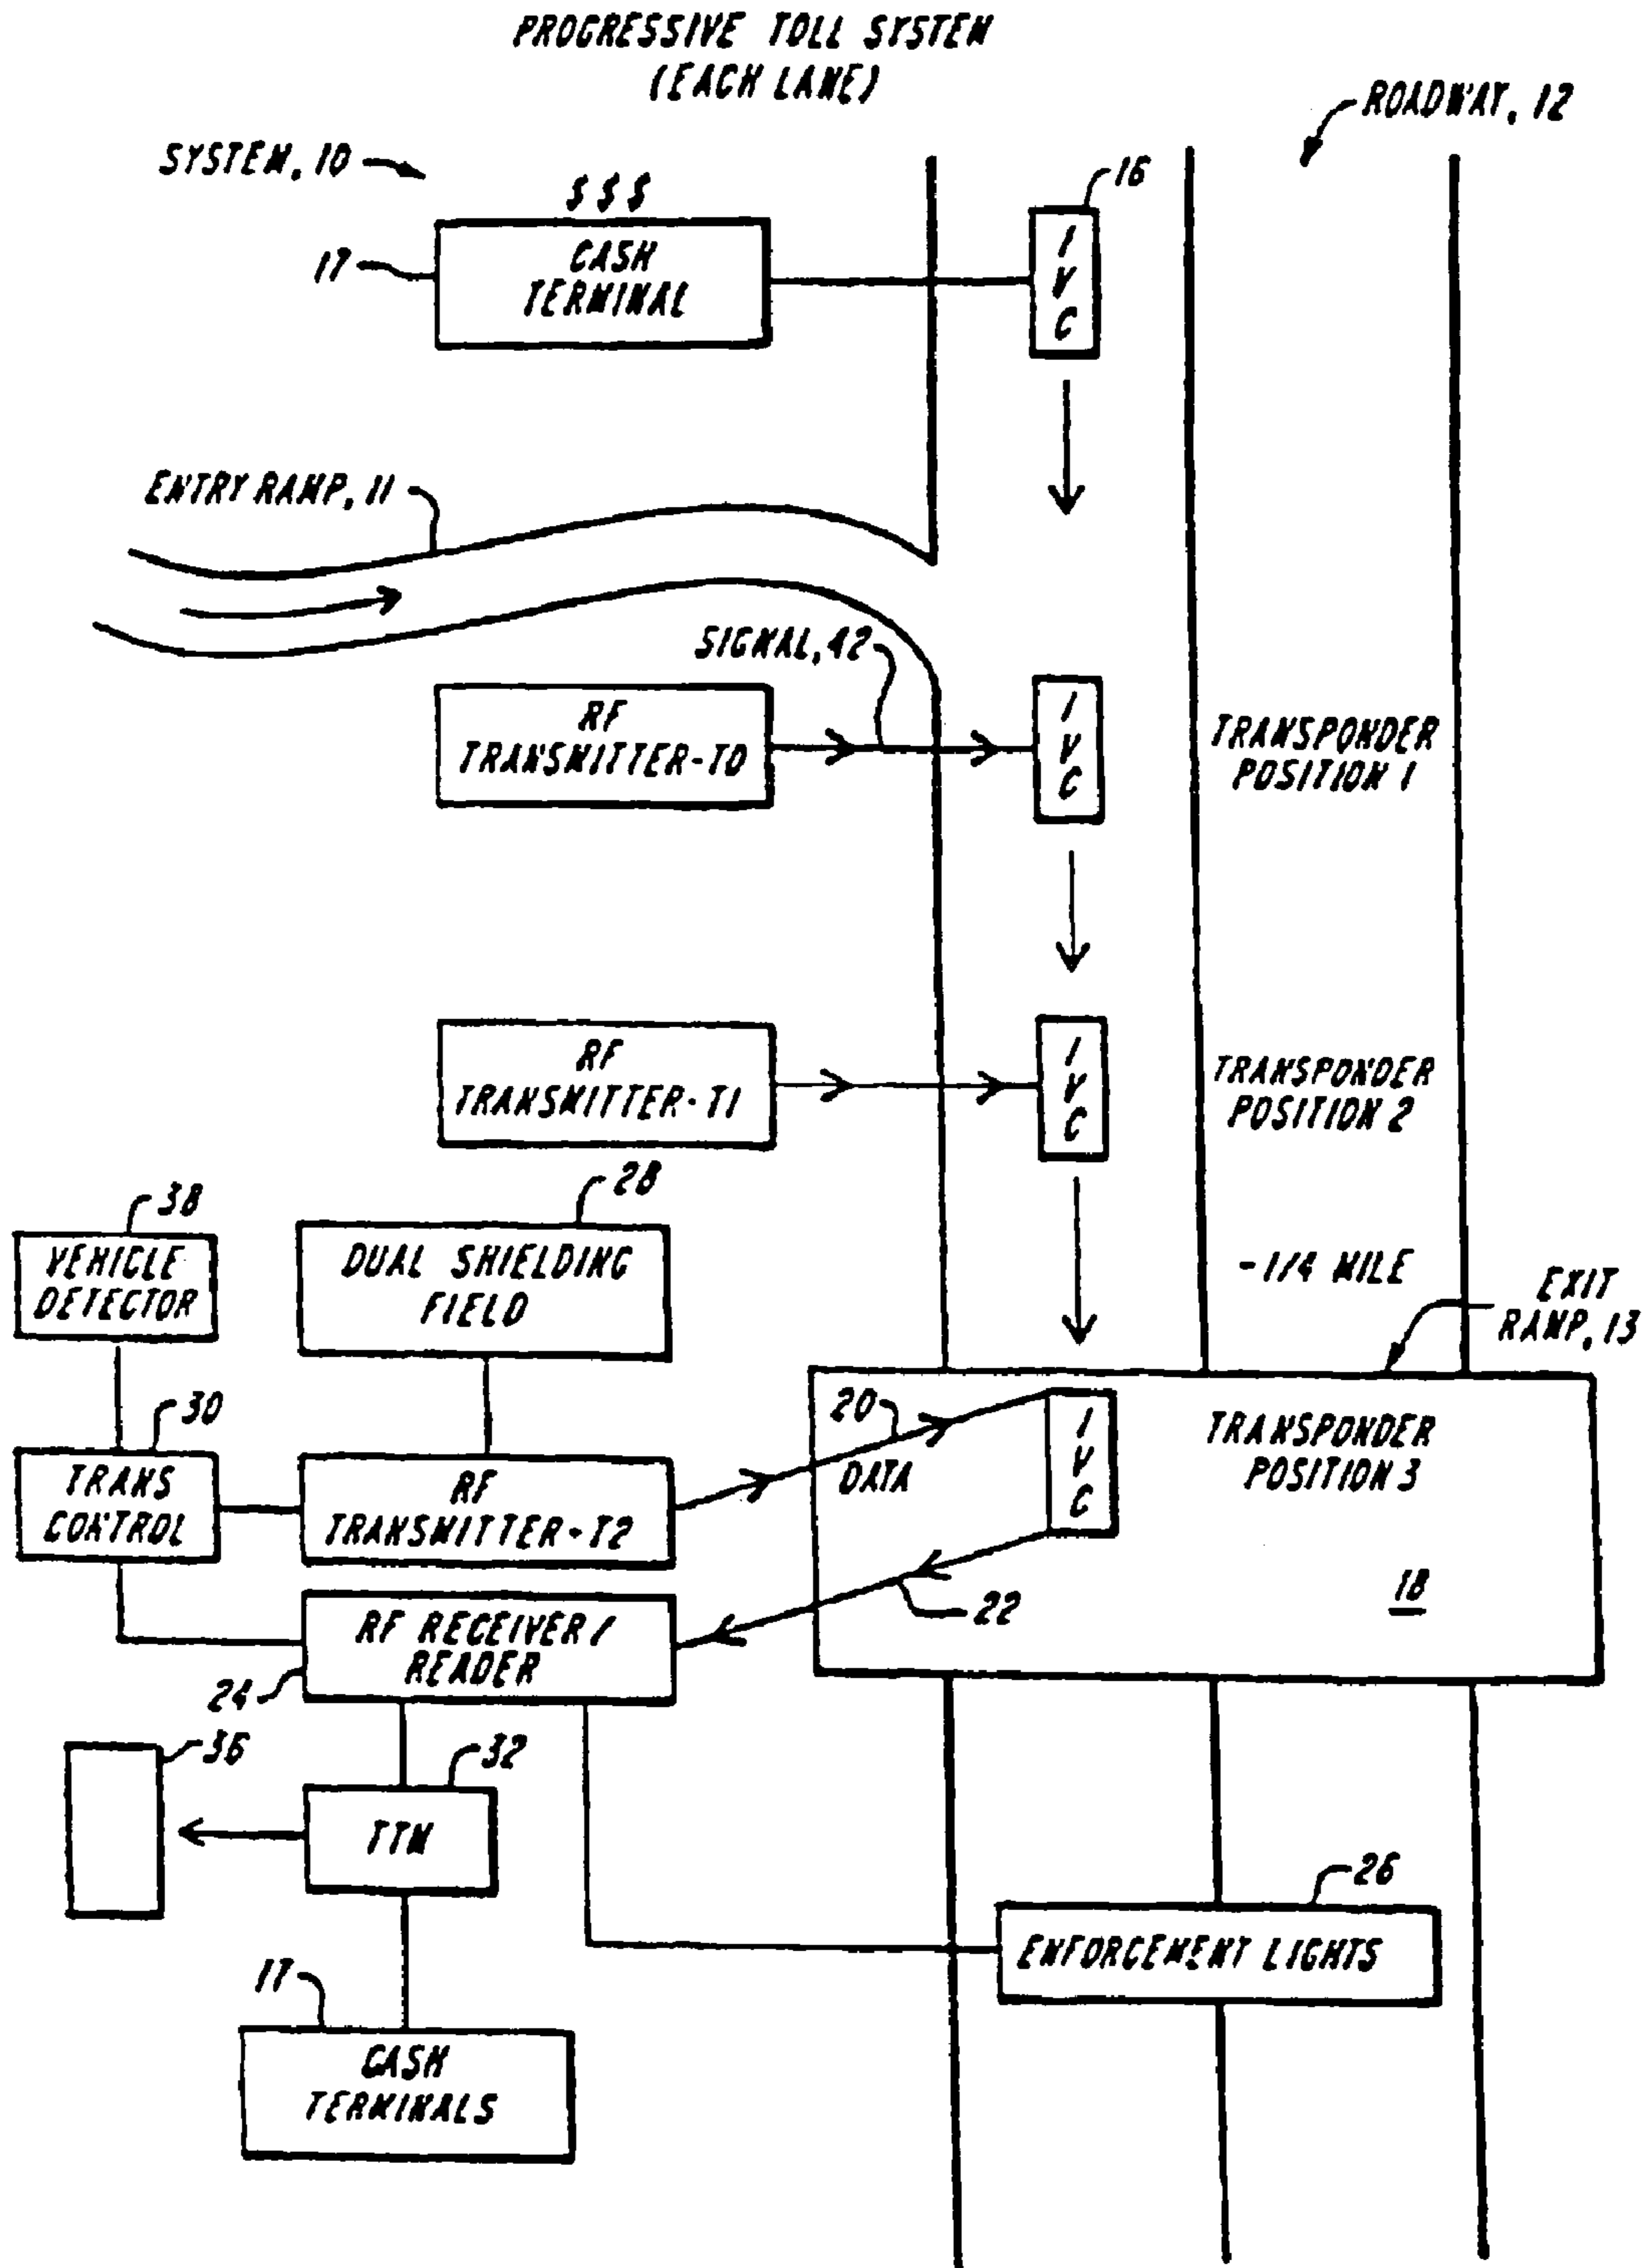 PROGRESSIVE TOLL SYSTEM
(EACH LANE)
ROADWAY, 12
SYSTEM, 10
$ $ $
16
17
CASH
TERMINAL
I
V
C
ENTRY RAMP, 11
SIGNAL, 42
RF
TRANSMITTER-T0
I
V
C
TRANSPONDER
POSITION 1
RF
TRANSMITTER-T1
I
V
C
TRANSPONDER
POSITION 2
38
28
VEHICLE
DETECTOR
DUAL SHIELDING
FIELD
-1/4 MILE
EXIT
RAMP, 13
30
20
TRANS
CONTROL
RF
TRANSMITTER-T2
DATA
I
V
C
TRANSPONDER
POSITION 3
18
22
RF RECEIVER/
READER
24
36
32
TTM
26
ENFORCEMENT LIGHTS
17
CASH
TERMINALS